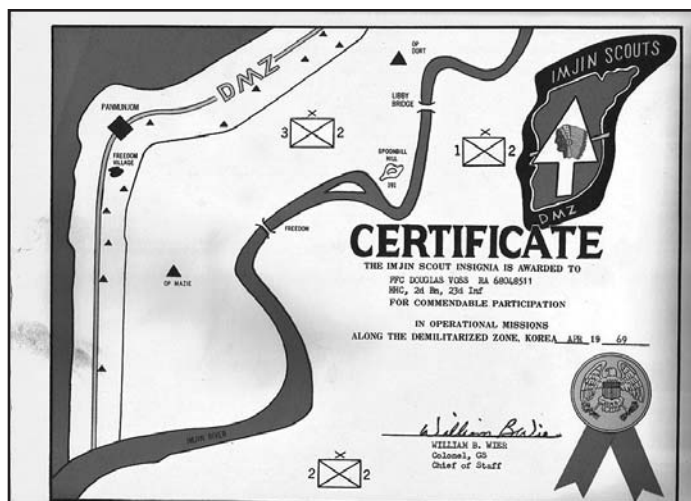 OP
DORT
IMJIN SCOUTS
DMZ
PANMUNJOM
LIBBY
BRIDGE
3 2
1 2
FREEDOM
VILLAGE
SPOONBILL
HILL
DMZ
FREEDOM
CERTIFICATE
THE IMJIN SCOUT INSIGNIA IS AWARDED TO
PFC DOUGLAS VOSS RA 68048511
HHC, 2d Bn, 23d Inf
FOR COMMENDABLE PARTICIPATION
OP MAZIE
IN OPERATIONAL MISSIONS
ALONG THE DEMILITARIZED ZONE, KOREA APR 19 69
IMJIN RIVER
William B Wier
WILLIAM B. WIER
Colonel, GS
Chief of Staff
2 2